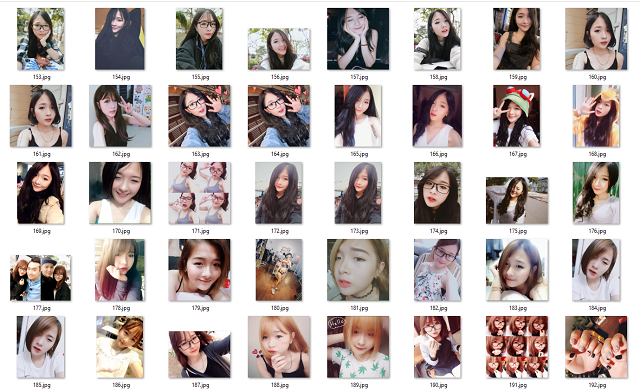 153.jpg 154.jpg 155.jpg 156.jpg 157.jpg 158.jpg 159.jpg 160.jpg
161.jpg 162.jpg 163.jpg 164.jpg 165.jpg 166.jpg 167.jpg 168.jpg
169.jpg 170.jpg 171.jpg 172.jpg 173.jpg 174.jpg 175.jpg 176.jpg
177.jpg 178.jpg 179.jpg 180.jpg 181.jpg 182.jpg 183.jpg 184.jpg
Hello
185.jpg 186.jpg 187.jpg 188.jpg 189.jpg 190.jpg 191.jpg 192.jpg